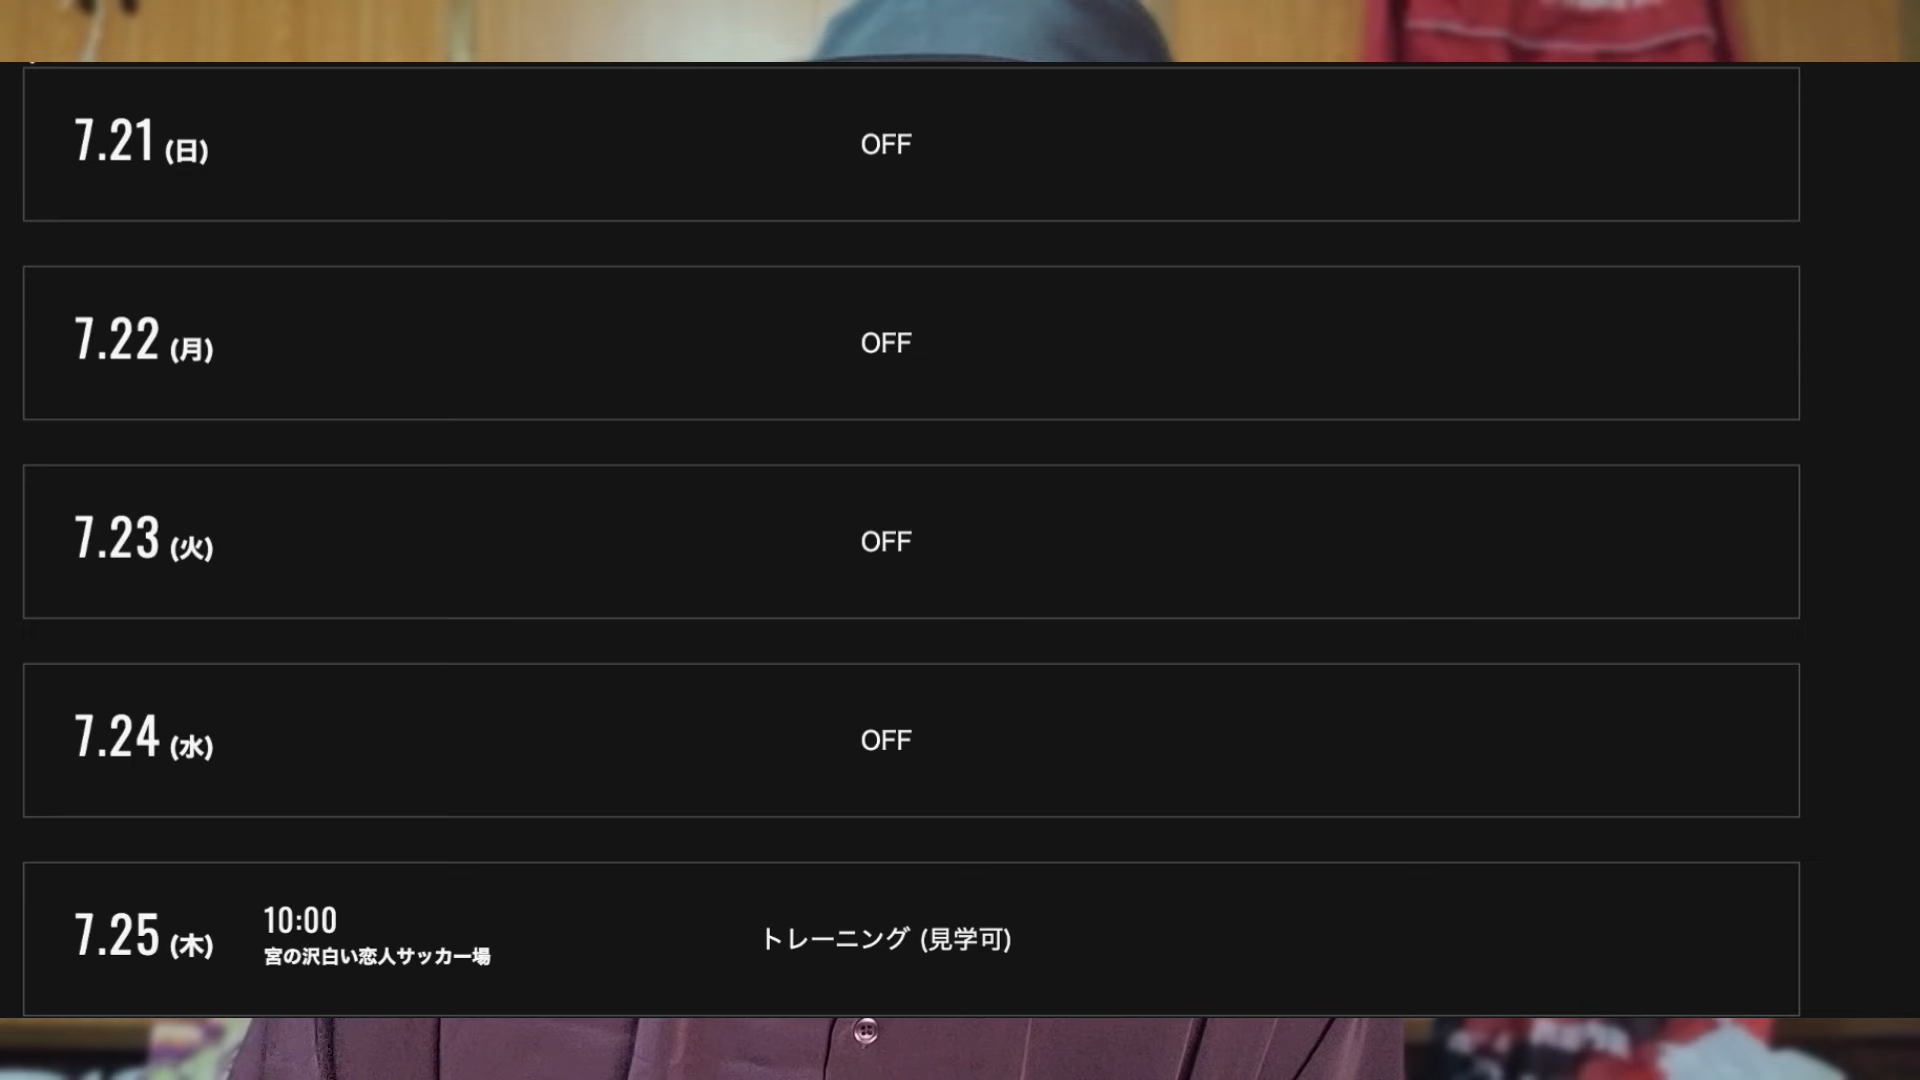 7.21 (日)
OFF
7.22 (月)
OFF
7.23 (火)
OFF
7.24 (水)
OFF
7.25 (木)
10:00
宮の沢白い恋人サッカー場
トレーニング (見学可)